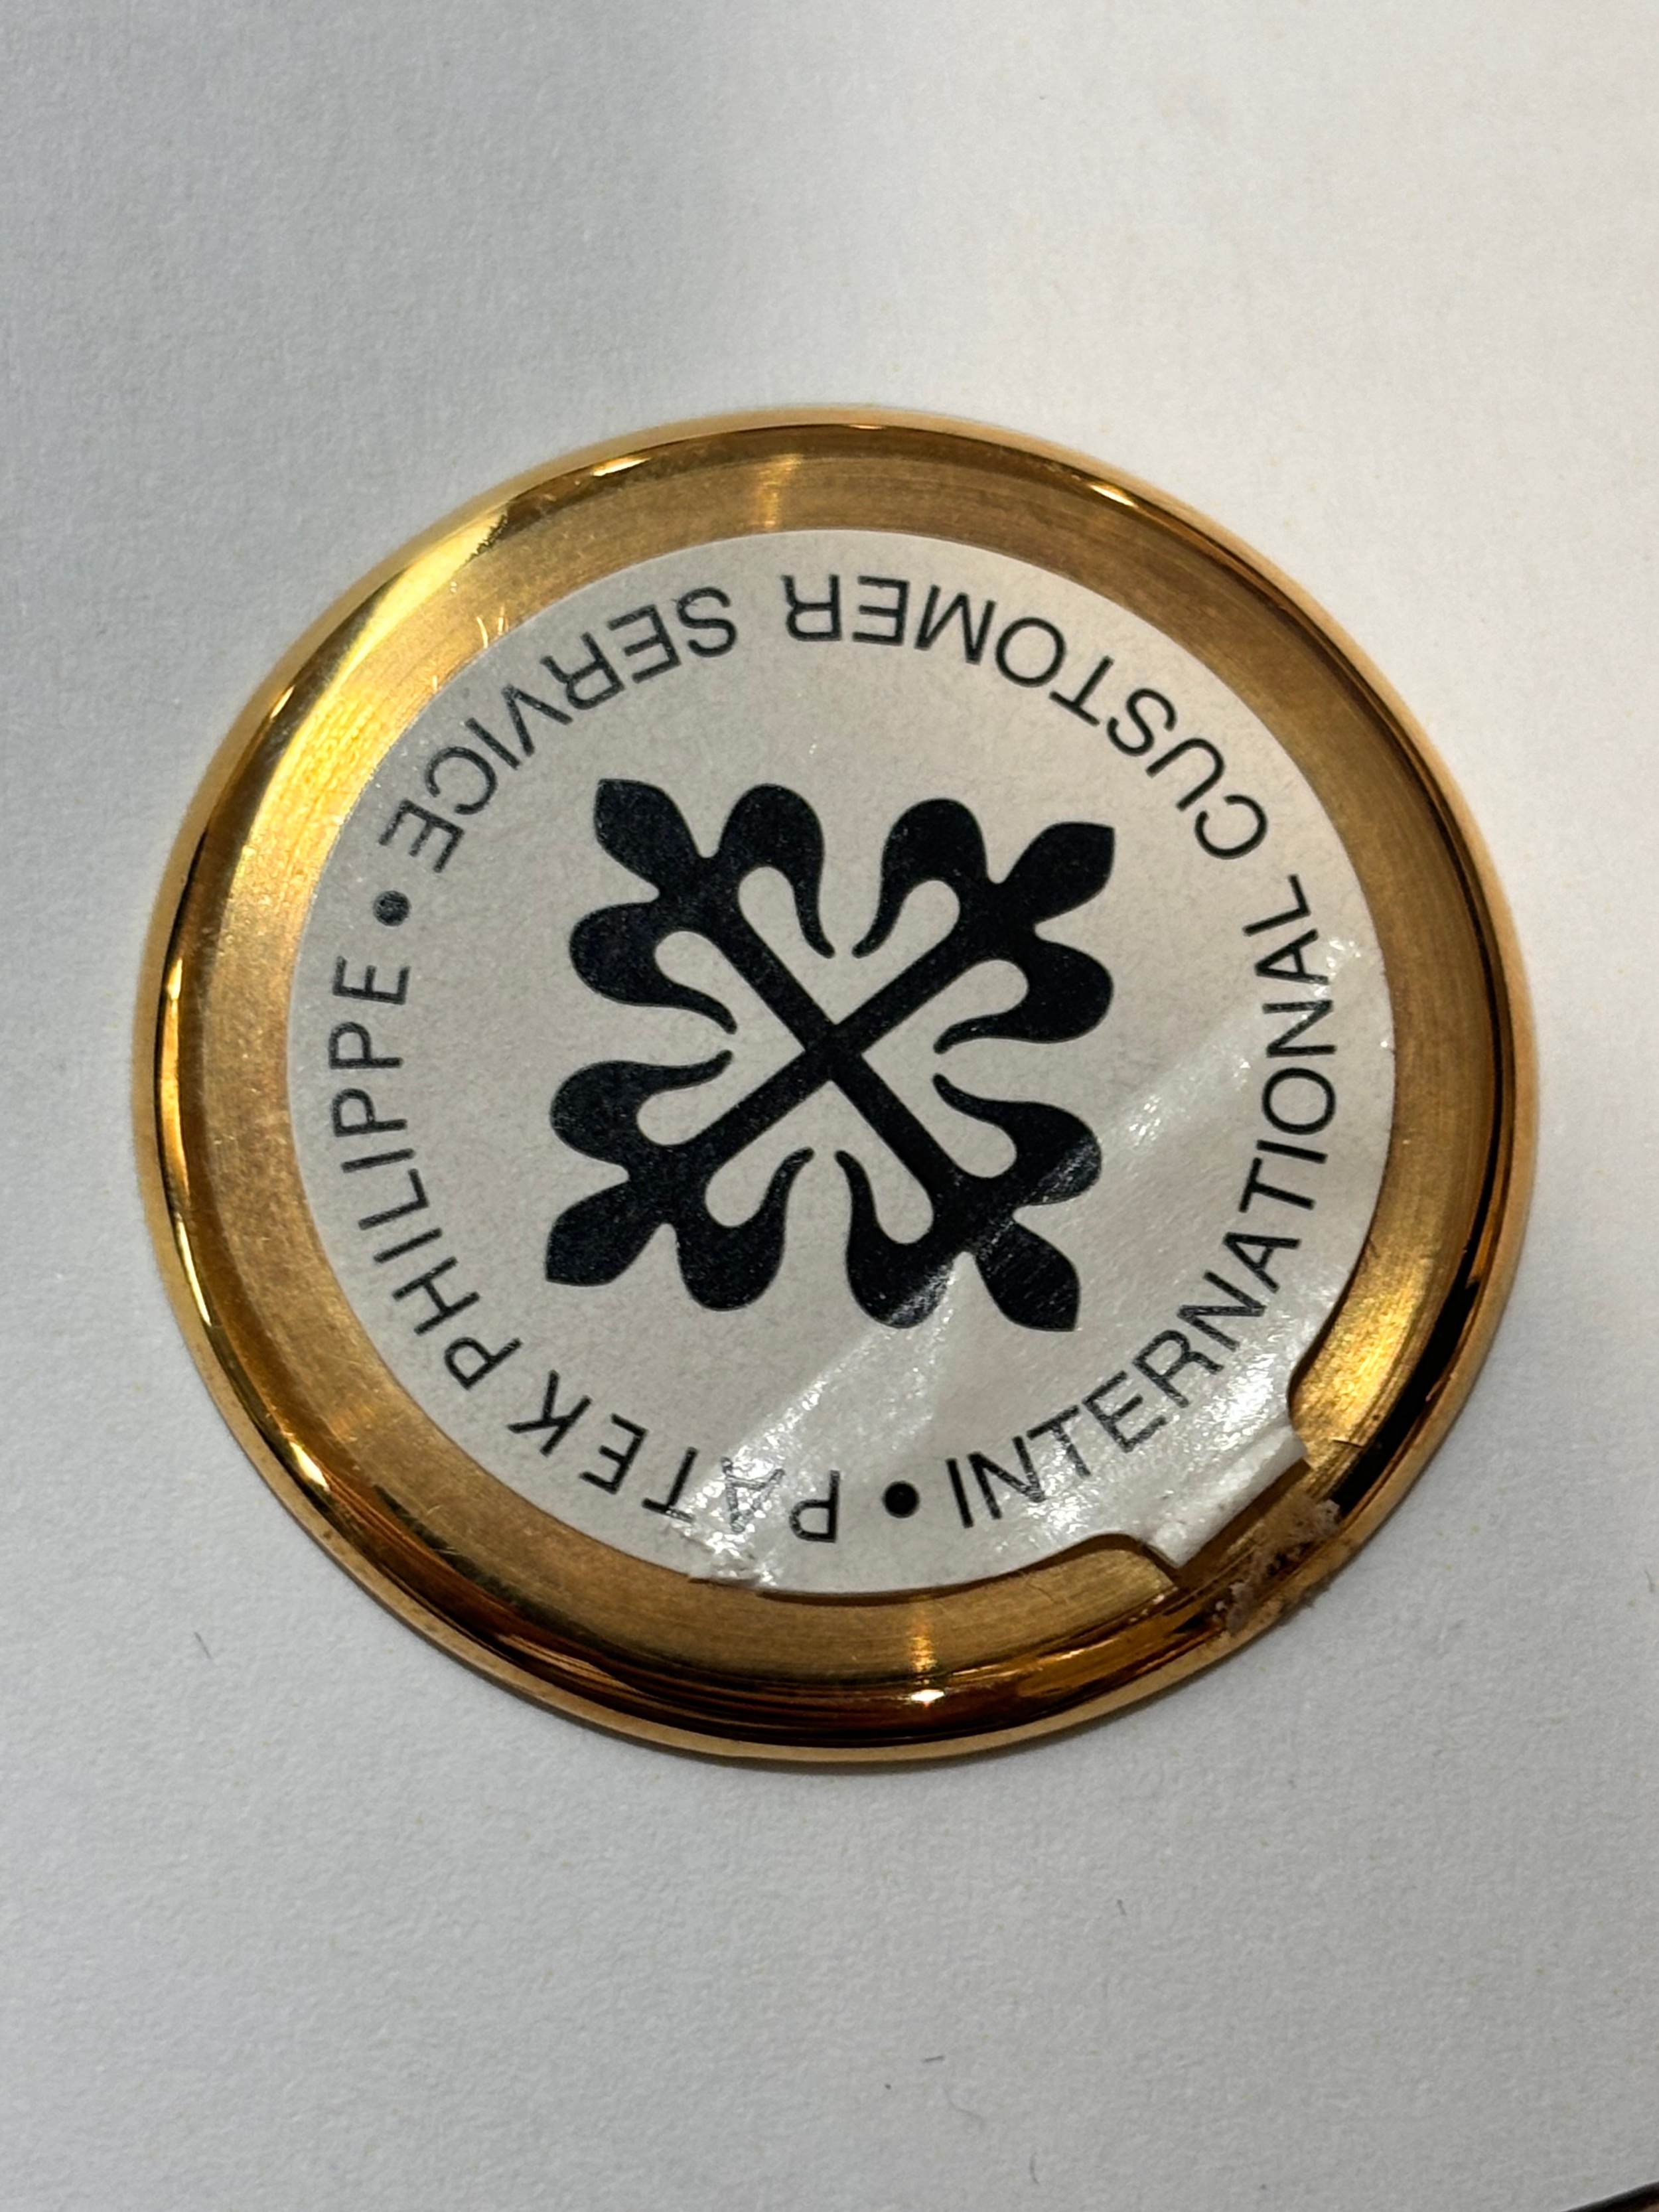 PATEK PHILIPPE •
INTERNATIONAL CUSTOMER SERVICE •